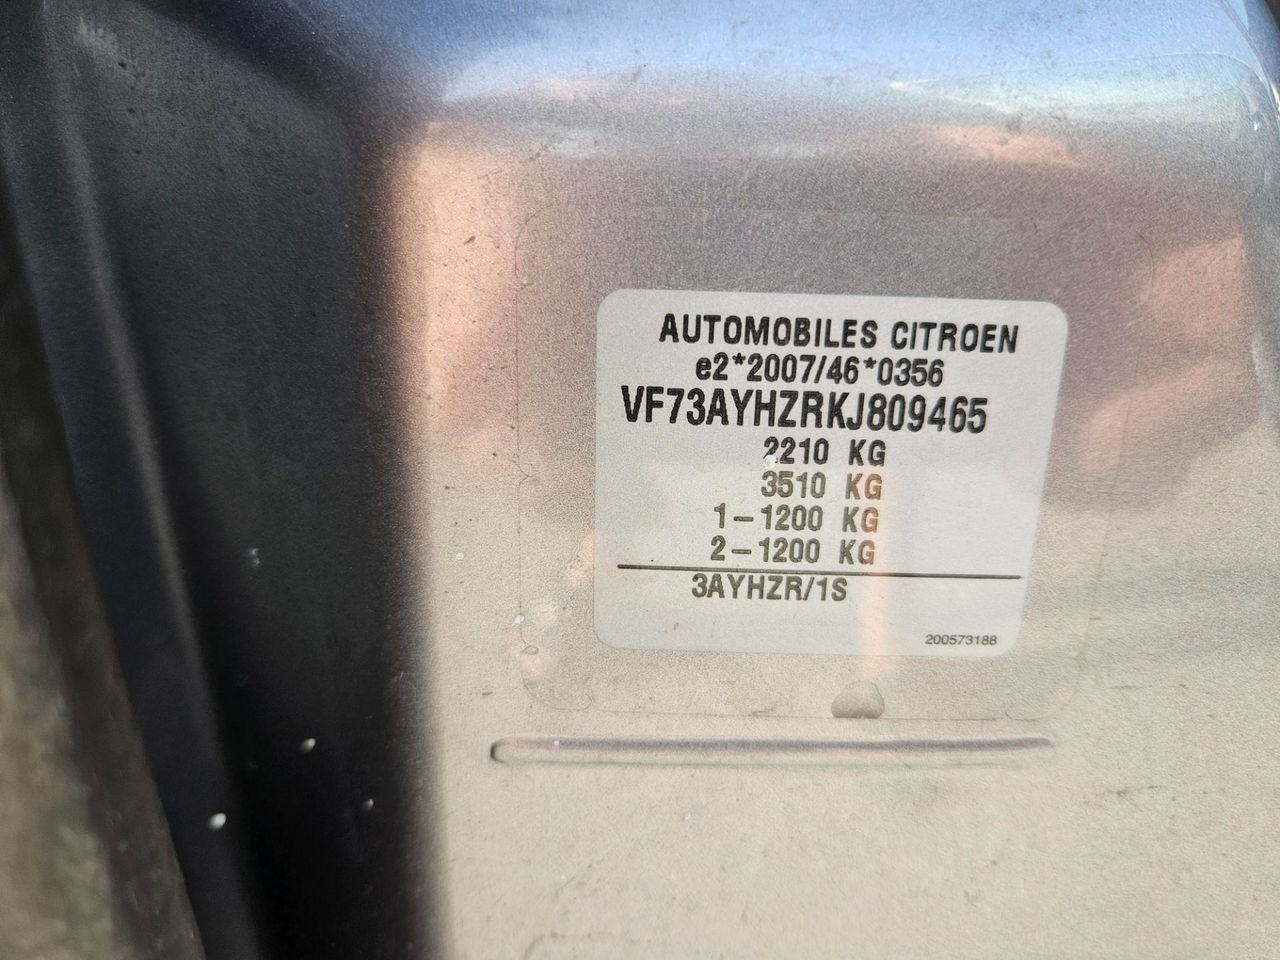 AUTOMOBILES CITROEN
e2*2007/46*0356
VF73AYHZRKJ809465
2210 KG
3510 KG
1-1200 KG
2-1200 KG
3AYHZR/1S
200573188